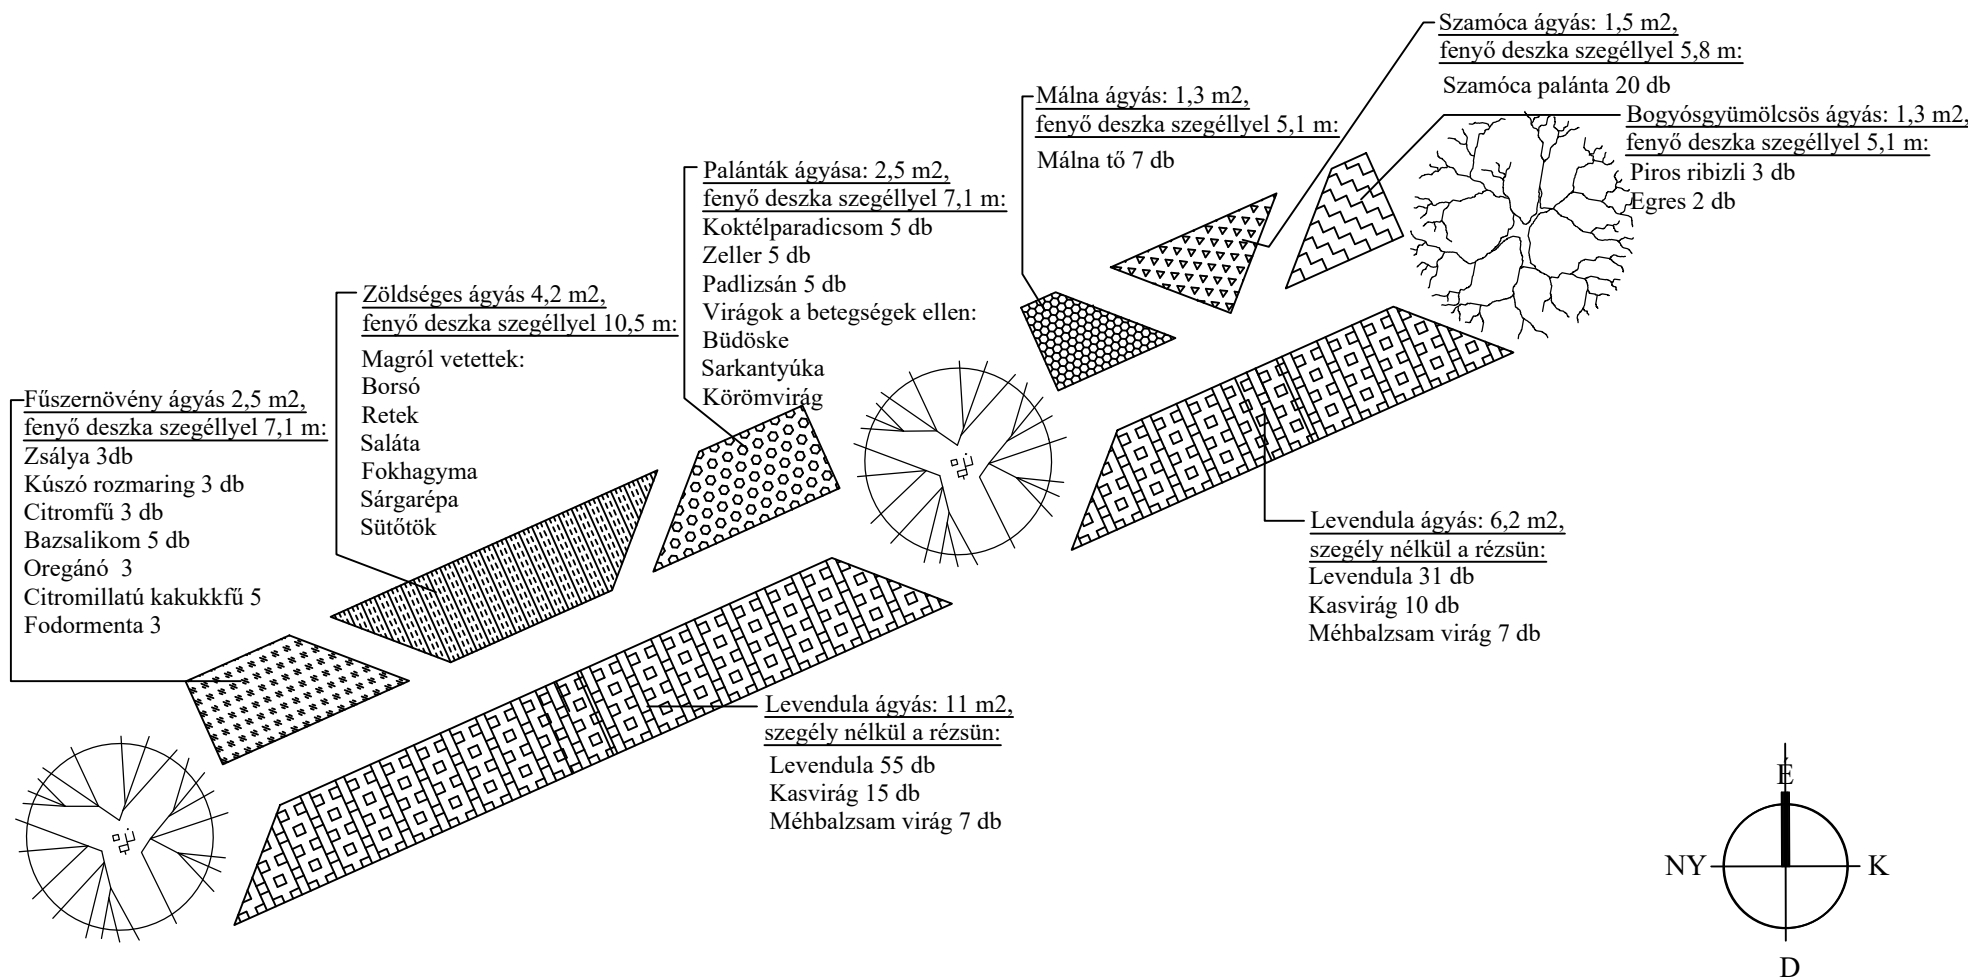 Szamóca ágyás: 1,5 m2,
fenyő deszka szegéllyel 5,8 m:
Szamóca palánta 20 db
Málna ágyás: 1,3 m2,
fenyő deszka szegéllyel 5,1 m:
Málna tő 7 db
Bogyósgyümölcsös ágyás: 1,3 m2,
fenyő deszka szegéllyel 5,1 m:
Piros ribizli 3 db
Egres 2 db
Palánták ágyása: 2,5 m2,
fenyő deszka szegéllyel 7,1 m:
Koktélparadicsom 5 db
Zeller 5 db
Padlizsán 5 db
Virágok a betegségek ellen:
Büdöske
Sarkantyúka
Körömvirág
Zöldséges ágyás 4,2 m2,
fenyő deszka szegéllyel 10,5 m:
Magról vetettek:
Borsó
Retek
Saláta
Fokhagyma
Sárgarépa
Sütőtök
Fűszernövény ágyás 2,5 m2,
fenyő deszka szegéllyel 7,1 m:
Zsálya 3db
Kúszó rozmaring 3 db
Citromfű 3 db
Bazsalikom 5 db
Oregánó 3
Citromillatú kakukkfű 5
Fodormenta 3
Levendula ágyás: 6,2 m2,
szegély nélkül a rézsün:
Levendula 31 db
Kasvirág 10 db
Méhbalzsam virág 7 db
Levendula ágyás: 11 m2,
szegély nélkül a rézsün:
Levendula 55 db
Kasvirág 15 db
Méhbalzsam virág 7 db
É
NY
K
D